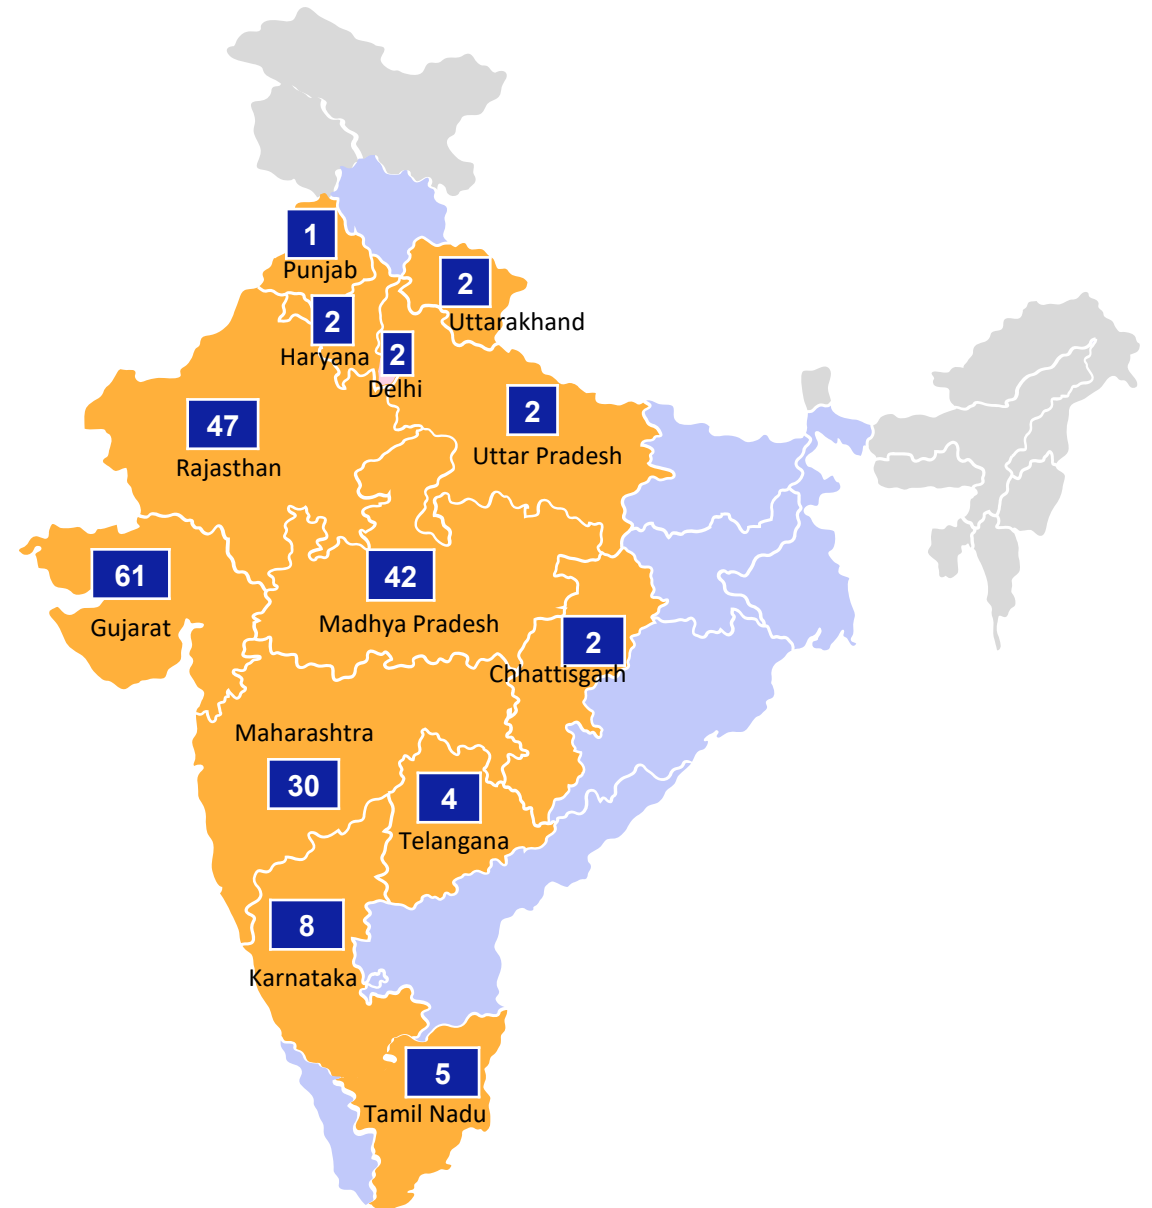 1
Punjab
2
Uttarakhand
2
Haryana
2
Delhi
2
Uttar Pradesh
47
Rajasthan
61
Gujarat
42
Madhya Pradesh
2
Chhattisgarh
Maharashtra
30
4
Telangana
8
Karnataka
5
Tamil Nadu